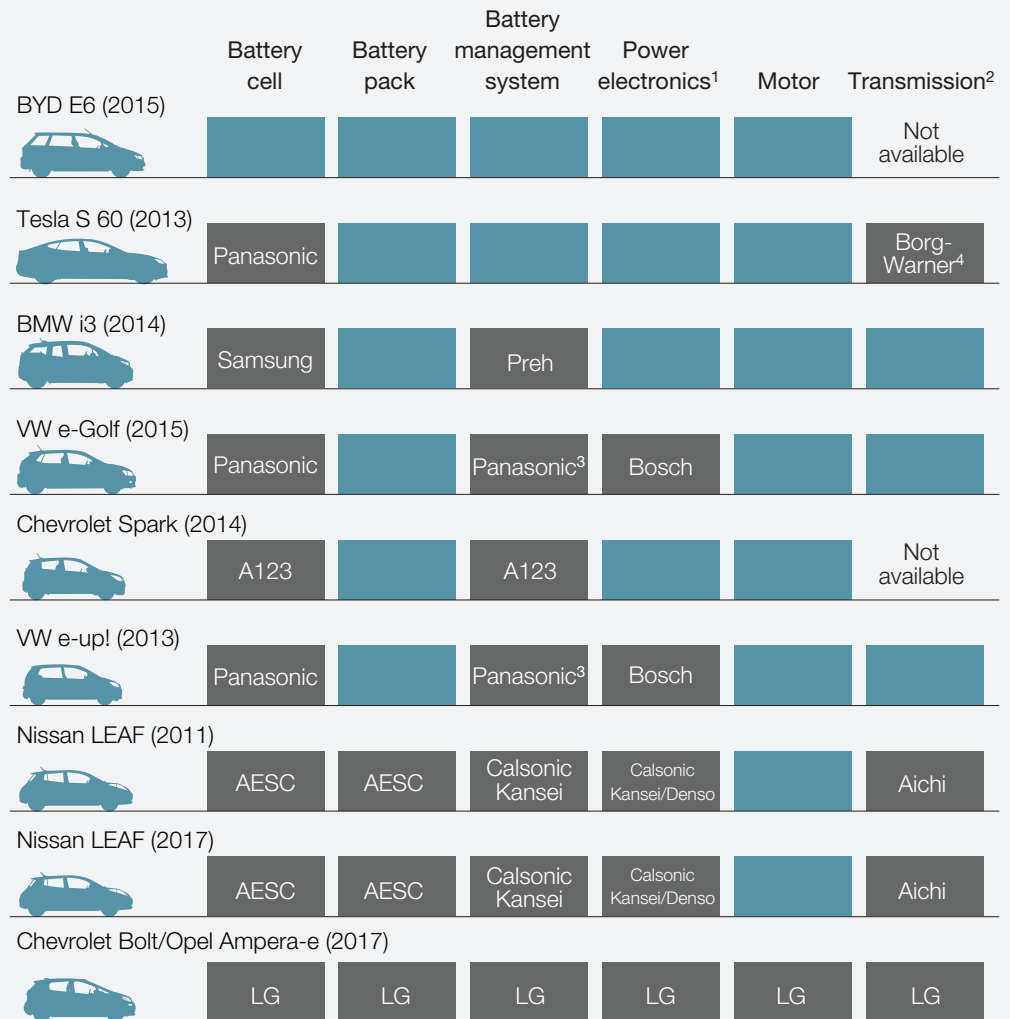 Battery cell
Battery pack
Battery management system
Power electronics¹
Motor
Transmission²
BYD E6 (2015)
Not available
Tesla S 60 (2013)
Panasonic
Borg-
Warner⁴
BMW i3 (2014)
Samsung
Preh
VW e-Golf (2015)
Panasonic
Panasonic³
Bosch
Chevrolet Spark (2014)
A123
A123
Not available
VW e-up! (2013)
Panasonic
Panasonic³
Bosch
Nissan LEAF (2011)
AESC
AESC
Calsonic Kansei
Calsonic Kansei/Denso
Aichi
Nissan LEAF (2017)
AESC
AESC
Calsonic Kansei
Calsonic Kansei/Denso
Aichi
Chevrolet Bolt/Opel Ampera-e (2017)
LG
LG
LG
LG
LG
LG